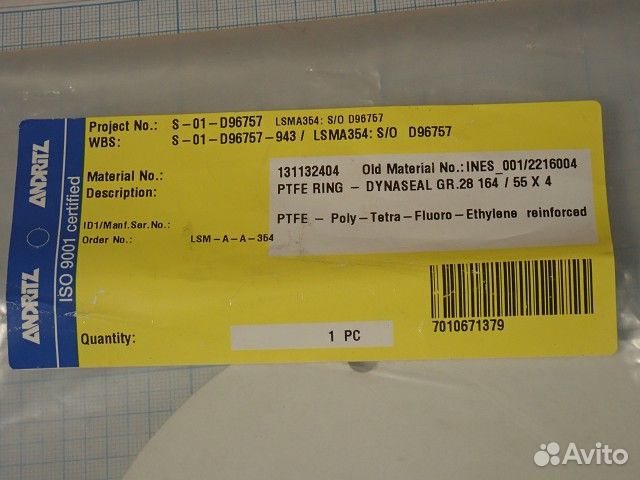 ANDRITZ
ANDRITZ
ISO 9001 certified
Project No.: S-01-D96757 LSMA354: S/O D96757
WBS: S-01-D96757-943 / LSMA354: S/O D96757
Material No.: 131132404 Old Material No.: INES_001/2216004
Description: PTFE RING - DYNASEAL GR.28 164 / 55 X 4
PTFE - Poly-Tetra-Fluoro-Ethylene reinforced
ID1/Manf.Ser.No.:
Order No.: LSM-A-A-354
7010671379
Quantity: 1 PC
Avito